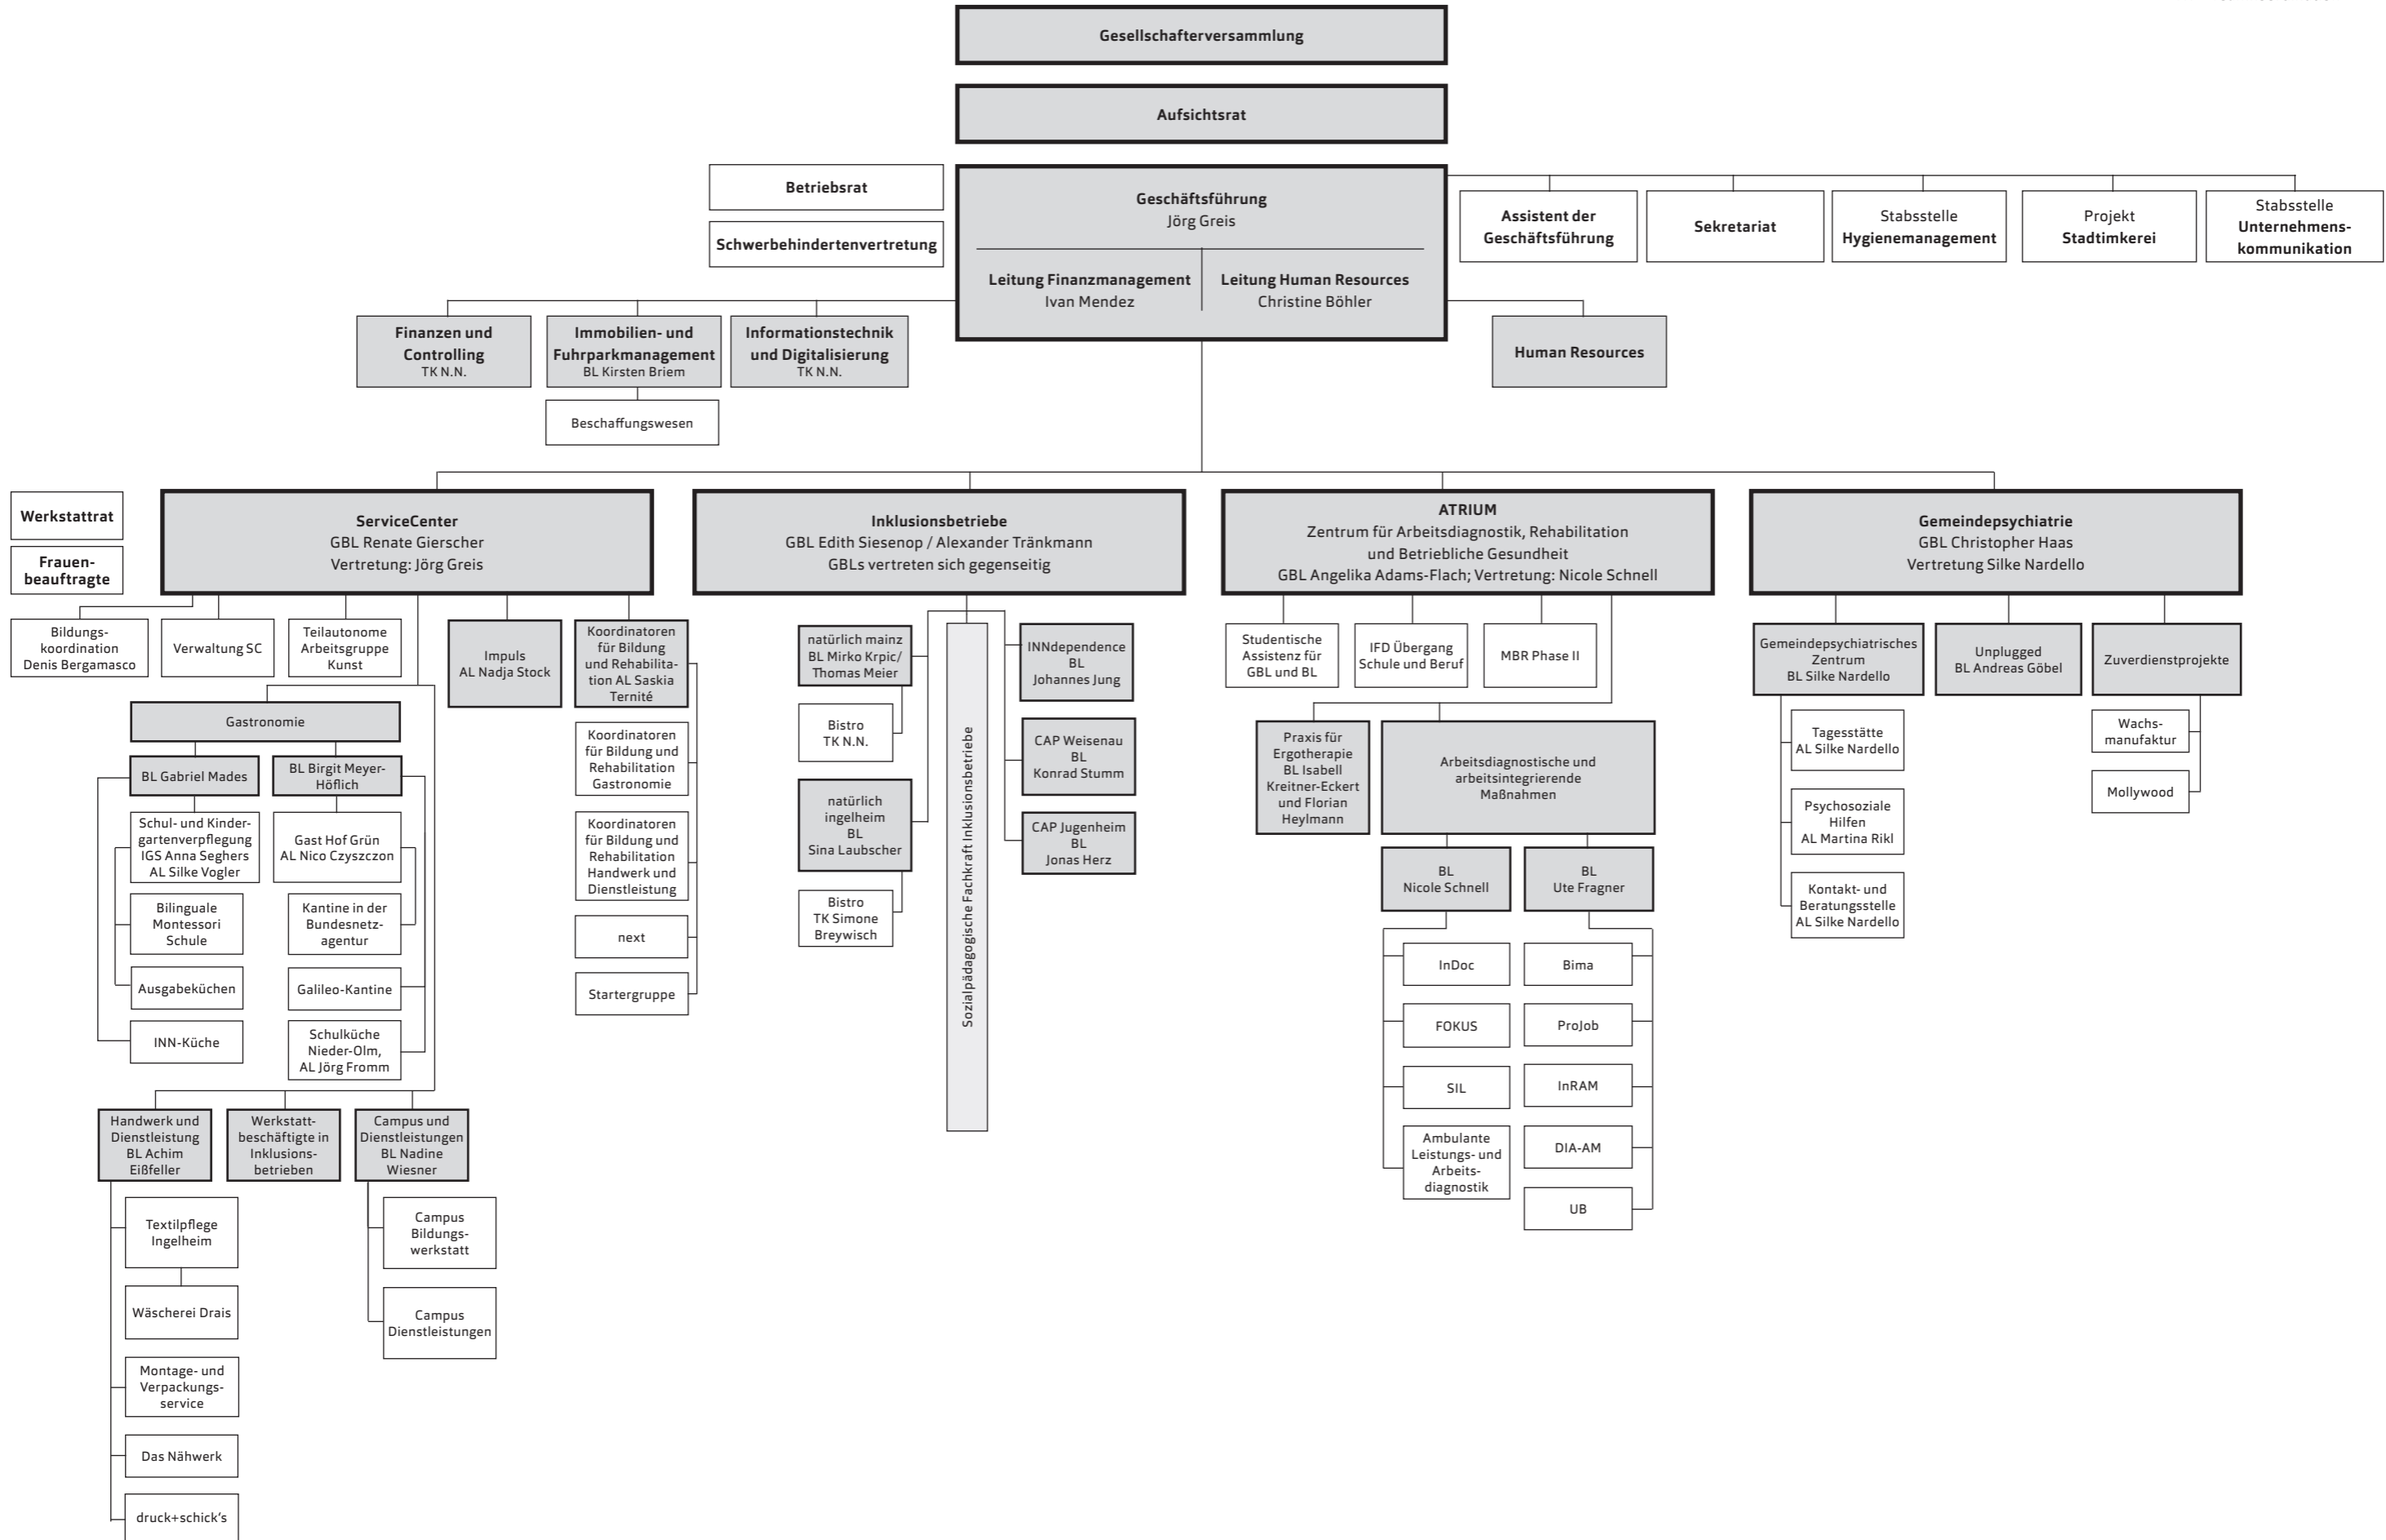 Gesellschafterversammlung
Aufsichtsrat
Betriebsrat
Schwerbehindertenvertretung
Geschäftsführung
Jörg Greis
Leitung Finanzmanagement
Ivan Mendez
Leitung Human Resources
Christine Böhler
Assistent der
Geschäftsführung
Sekretariat
Stabsstelle
Hygienemanagement
Projekt
Stadtimkerei
Stabsstelle
Unternehmens-
kommunikation
Finanzen und
Controlling
TK N.N.
Immobilien- und
Fuhrparkmanagement
BL Kirsten Briem
Informationstechnik
und Digitalisierung
TK N.N.
Human Resources
Beschaffungswesen
Werkstattrat
Frauen-
beauftragte
ServiceCenter
GBL Renate Gierscher
Vertretung: Jörg Greis
Inklusionsbetriebe
GBL Edith Siesenop / Alexander Tränkmann
GBLs vertreten sich gegenseitig
ATRIUM
Zentrum für Arbeitsdiagnostik, Rehabilitation
und Betriebliche Gesundheit
GBL Angelika Adams-Flach; Vertretung: Nicole Schnell
Gemeindepsychiatrie
GBL Christopher Haas
Vertretung Silke Nardello
Bildungs-
koordination
Denis Bergamasco
Verwaltung SC
Teilautonome
Arbeitsgruppe
Kunst
Impuls
AL Nadja Stock
Koordinatoren
für Bildung
und Rehabilita-
tion AL Saskia
Ternité
Koordinatoren
für Bildung und
Rehabilitation
Gastronomie
Koordinatoren
für Bildung und
Rehabilitation
Handwerk und
Dienstleistung
next
Startergruppe
Gastronomie
BL Gabriel Mades
BL Birgit Meyer-
Höflich
Schul- und Kinder-
gartenverpflegung
IGS Anna Seghers
AL Silke Vogler
Bilinguale
Montessori
Schule
Ausgabeküchen
INN-Küche
Gast Hof Grün
AL Nico Czyszczon
Kantine in der
Bundesnetz-
agentur
Galileo-Kantine
Schulküche
Nieder-Olm,
AL Jörg Fromm
Handwerk und
Dienstleistung
BL Achim
Eißfeller
Werkstatt-
beschäftigte in
Inklusions-
betrieben
Campus und
Dienstleistungen
BL Nadine
Wiesner
Textilpflege
Ingelheim
Wäscherei Drais
Montage- und
Verpackungs-
service
Das Nähwerk
druck+schick's
Campus
Bildungs-
werkstatt
Campus
Dienstleistungen
natürlich mainz
BL Mirko Krpic/
Thomas Meier
Bistro
TK N.N.
natürlich
ingelheim
BL
Sina Laubscher
Bistro
TK Simone
Breywisch
Sozialpädagogische Fachkraft Inklusionsbetriebe
INNdependence
BL
Johannes Jung
CAP Weisenau
BL
Konrad Stumm
CAP Jugenheim
BL
Jonas Herz
Studentische
Assistenz für
GBL und BL
IFD Übergang
Schule und Beruf
MBR Phase II
Praxis für
Ergotherapie
BL Isabell
Kreitner-Eckert
und Florian
Heylmann
Arbeitsdiagnostische und
arbeitsintegrierende
Maßnahmen
BL
Nicole Schnell
BL
Ute Fragner
InDoc
FOKUS
SIL
Ambulante
Leistungs- und
Arbeits-
diagnostik
Bima
ProJob
InRAM
DIA-AM
UB
Gemeindepsychiatrisches
Zentrum
BL Silke Nardello
Unplugged
BL Andreas Göbel
Zuverdienstprojekte
Tagesstätte
AL Silke Nardello
Psychosoziale
Hilfen
AL Martina Rikl
Kontakt- und
Beratungsstelle
AL Silke Nardello
Wachs-
manufaktur
Mollywood